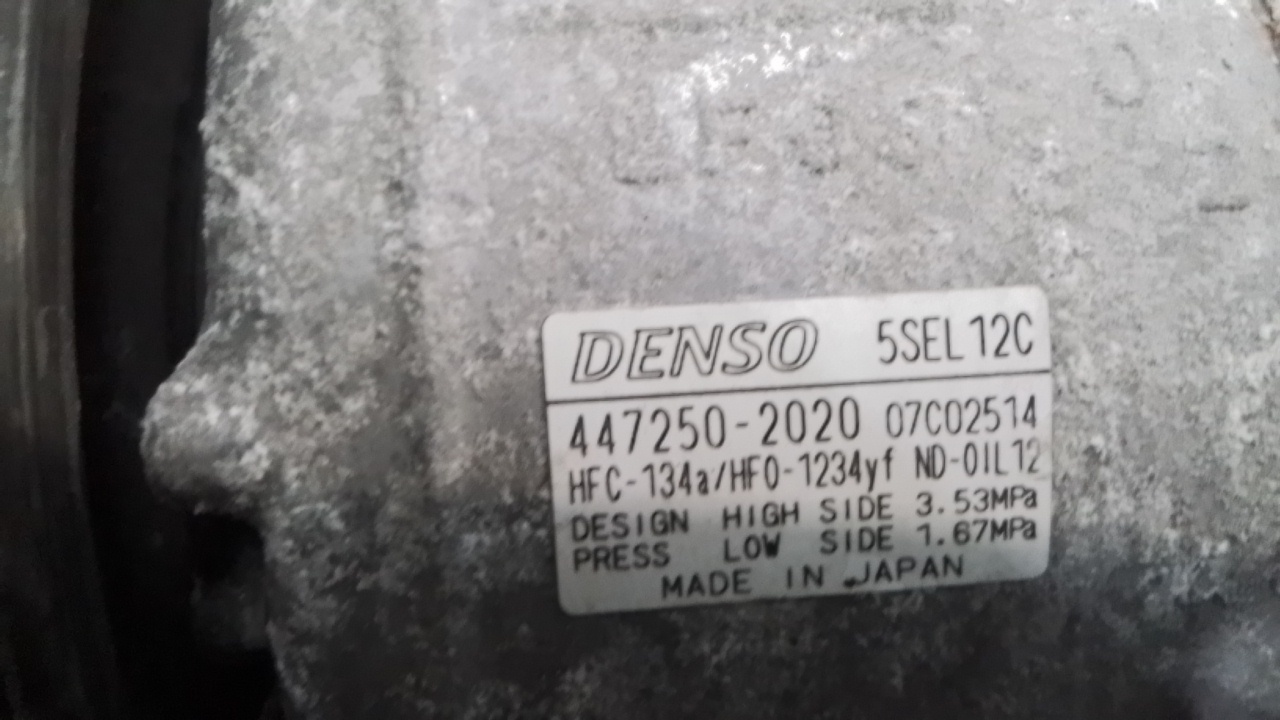 DENSO 5SEL12C
447250-2020 07C02514
HFC-134a/HFO-1234yf ND-OIL12
DESIGN HIGH SIDE 3.53MPa
PRESS LOW SIDE 1.67MPa
MADE IN JAPAN